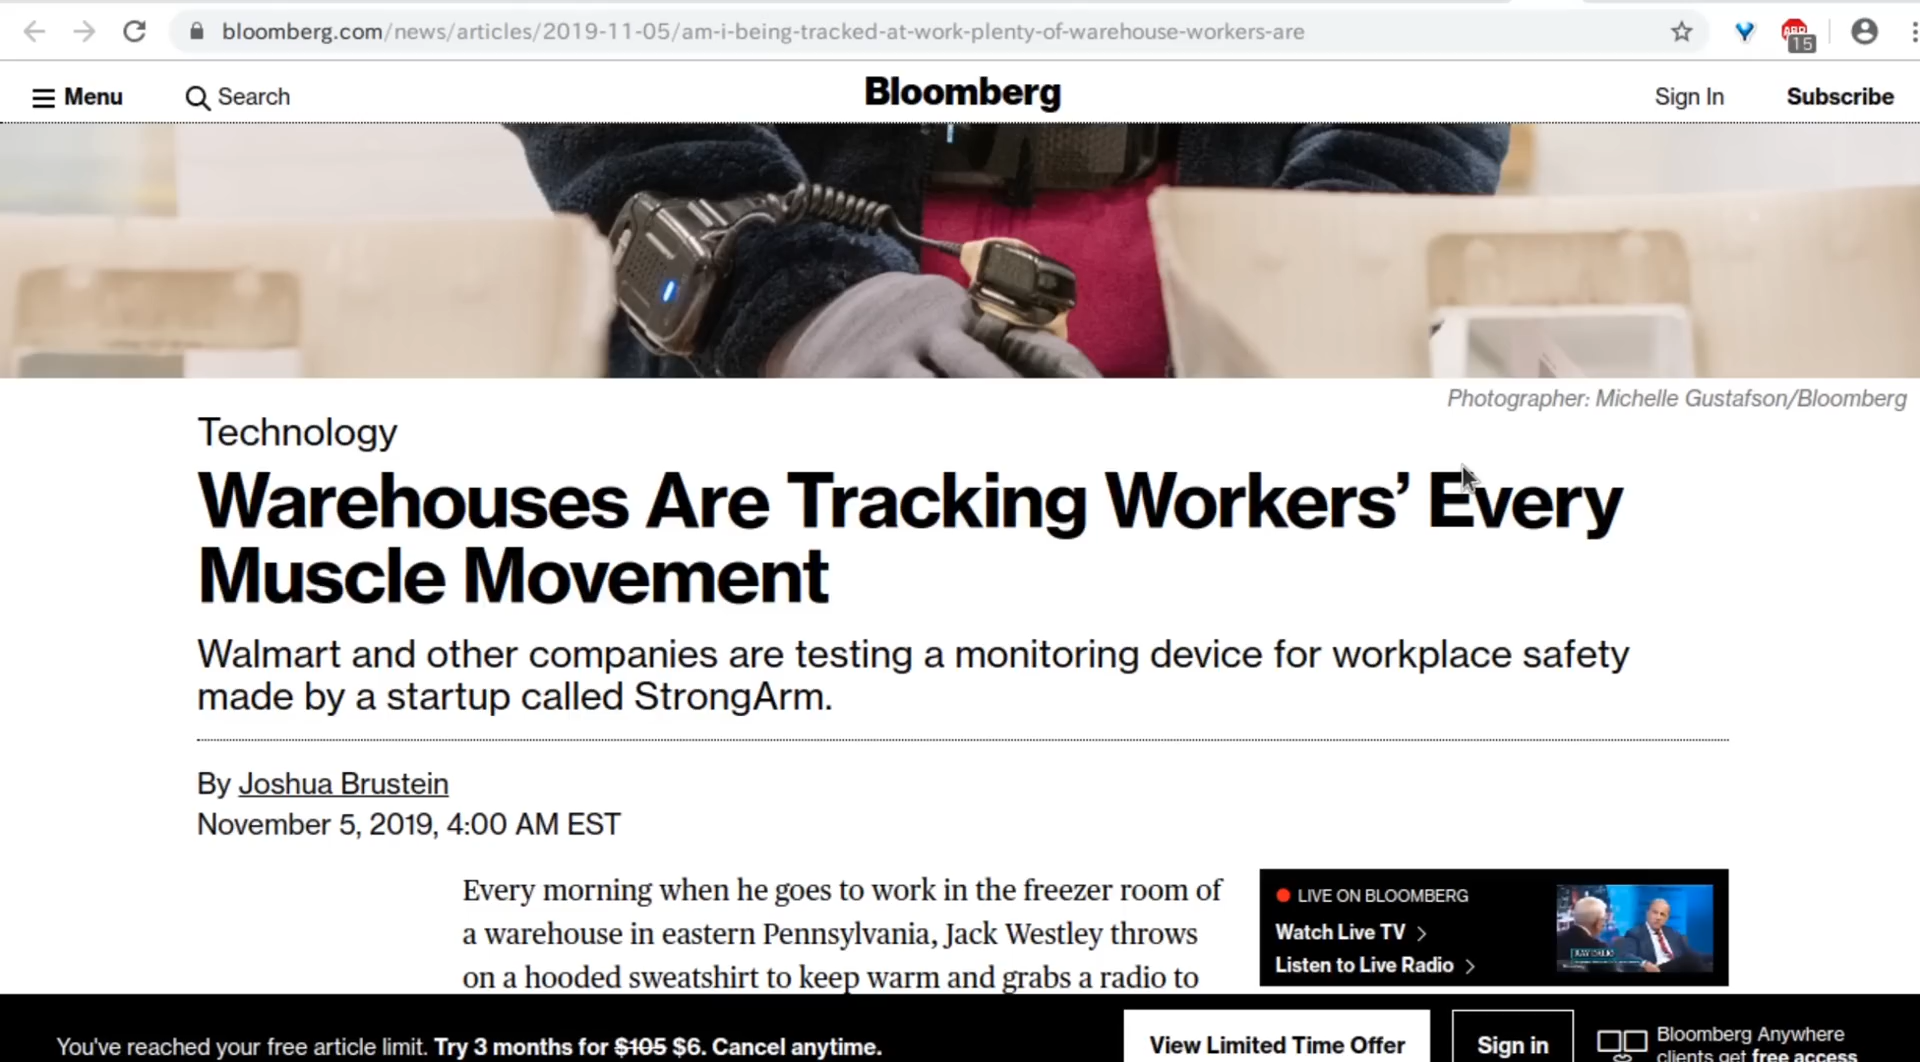 bloomberg.com/news/articles/2019-11-05/am-i-being-tracked-at-work-plenty-of-warehouse-workers-are
15
Menu
Search
Bloomberg
Sign In
Subscribe
Photographer: Michelle Gustafson/Bloomberg
Technology
Warehouses Are Tracking Workers’ Every
Muscle Movement
Walmart and other companies are testing a monitoring device for workplace safety
made by a startup called StrongArm.
By Joshua Brustein
November 5, 2019, 4:00 AM EST
Every morning when he goes to work in the freezer room of
a warehouse in eastern Pennsylvania, Jack Westley throws
on a hooded sweatshirt to keep warm and grabs a radio to
LIVE ON BLOOMBERG
Watch Live TV
Listen to Live Radio
You've reached your free article limit. Try 3 months for $105 $6. Cancel anytime.
View Limited Time Offer
Sign in
Bloomberg Anywhere
clients get free access